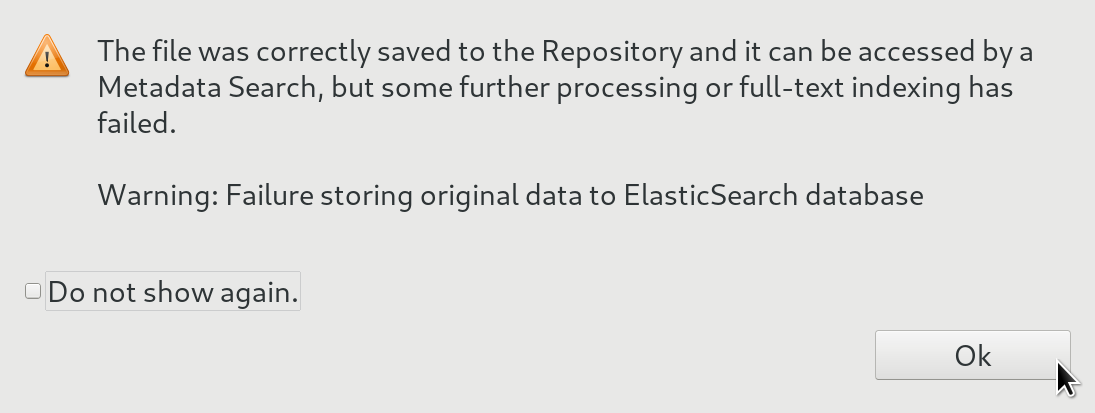 The file was correctly saved to the Repository and it can be accessed by a
Metadata Search, but some further processing or full-text indexing has
failed.
Warning: Failure storing original data to ElasticSearch database
Do not show again.
Ok